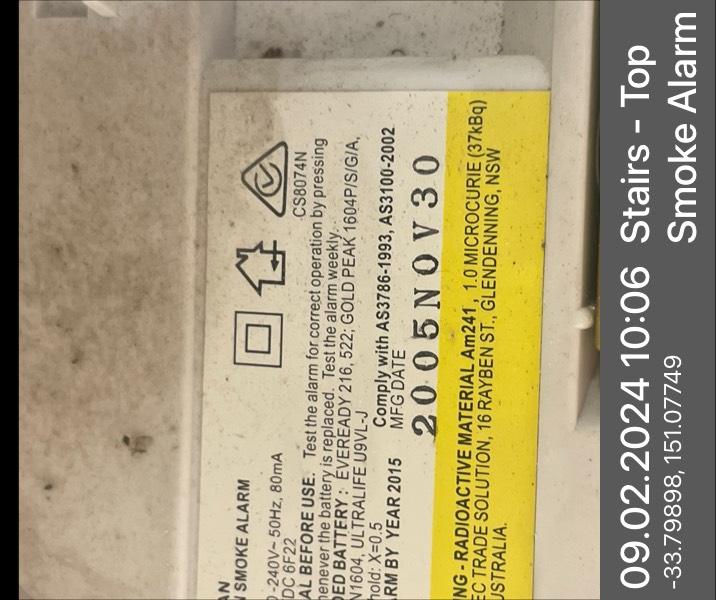 AN
N SMOKE ALARM
0-240V~ 50Hz, 80mA
DC 6F22
CS8074N
AL BEFORE USE. Test the alarm for correct operation by pressing
henever the battery is replaced. Test the alarm weekly.
DED BATTERY : EVEREADY 216, 522; GOLD PEAK 1604P/S/G/A,
N1604, ULTRALIFE U9VL-J
hold: X=0.5
Comply with AS3786-1993, AS3100-2002
ARM BY YEAR 2015 MFG DATE
2005NOV30
NG - RADIOACTIVE MATERIAL Am241, 1.0 MICROCURIE (37kBq)
EC TRADE SOLUTION, 16 RAYBEN ST., GLENDENNING, NSW
USTRALIA.
09.02.2024 10:06 Stairs - Top
-33.79898, 151.07749 Smoke Alarm